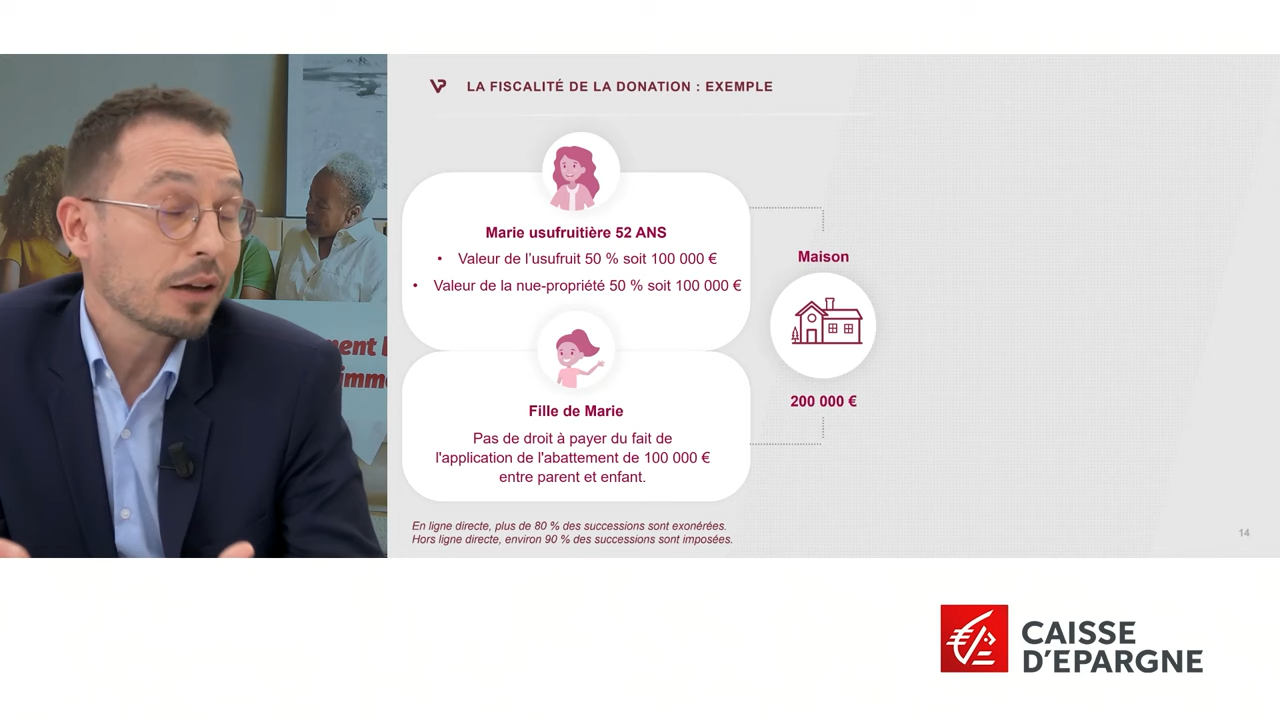 LA FISCALITÉ DE LA DONATION : EXEMPLE
Marie usufruitière 52 ANS
• Valeur de l'usufruit 50 % soit 100 000 €
• Valeur de la nue-propriété 50 % soit 100 000 €
Maison
200 000 €
Fille de Marie
Pas de droit à payer du fait de
l'application de l'abattement de 100 000 €
entre parent et enfant.
En ligne directe, plus de 80 % des successions sont exonérées.
Hors ligne directe, environ 90 % des successions sont imposées.
14
CAISSE
D'EPARGNE